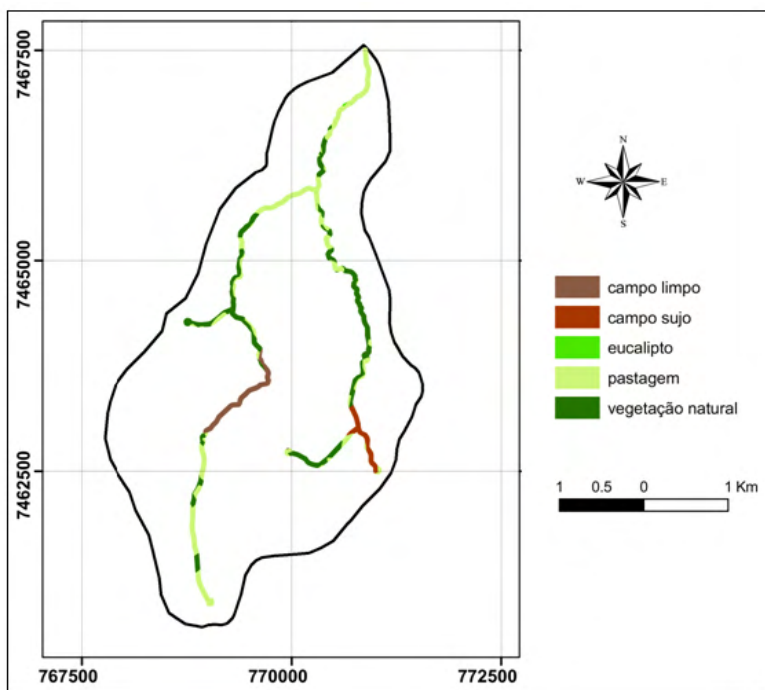 7467500
7465000
7462500
767500
770000
772500
N
W
E
S
campo limpo
campo sujo
eucalipto
pastagem
vegetação natural
1 0.5 0 1 Km